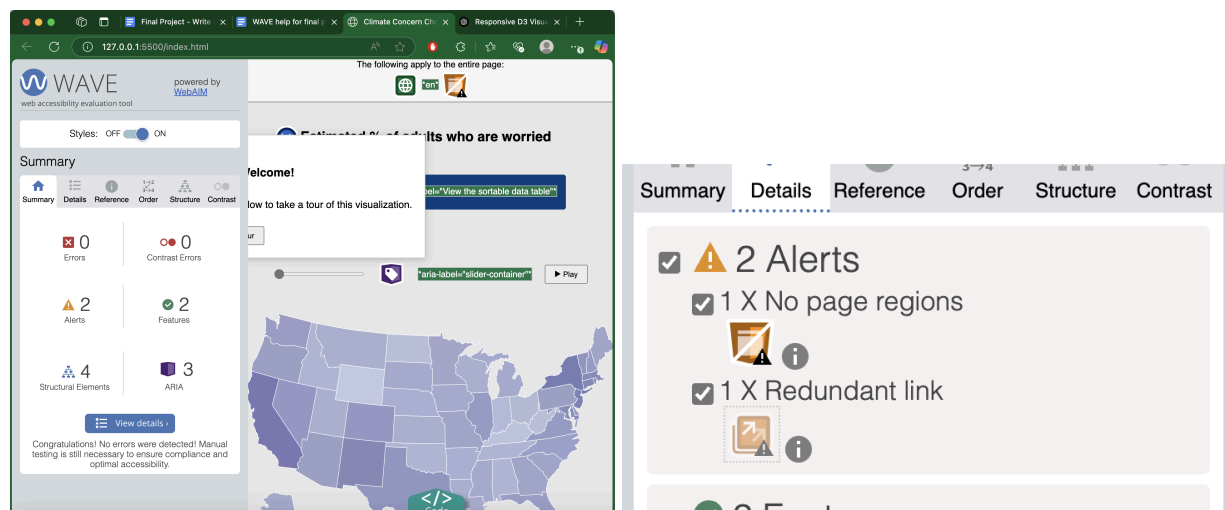 Final Project - Write
WAVE help for final p
Climate Concern Ch
Responsive D3 Visu
127.0.0.1:5500/index.html
WAVE
web accessibility evaluation tool
powered by
WebAIM
Styles: OFF ON
Summary
Summary Details Reference Order Structure Contrast
0
Errors
0
Contrast Errors
2
Alerts
2
Features
4
Structural Elements
3
ARIA
View details ›
Congratulations! No errors were detected! Manual
testing is still necessary to ensure compliance and
optimal accessibility.
The following apply to the entire page:
"en"
Estimated % of adults who are worried
elcome!
el="View the sortable data table"*
low to take a tour of this visualization.
ur
*aria-label="slider-container"*
Play
</>
Code
3→4
Summary Details Reference Order Structure Contrast
2 Alerts
1 X No page regions
1 X Redundant link